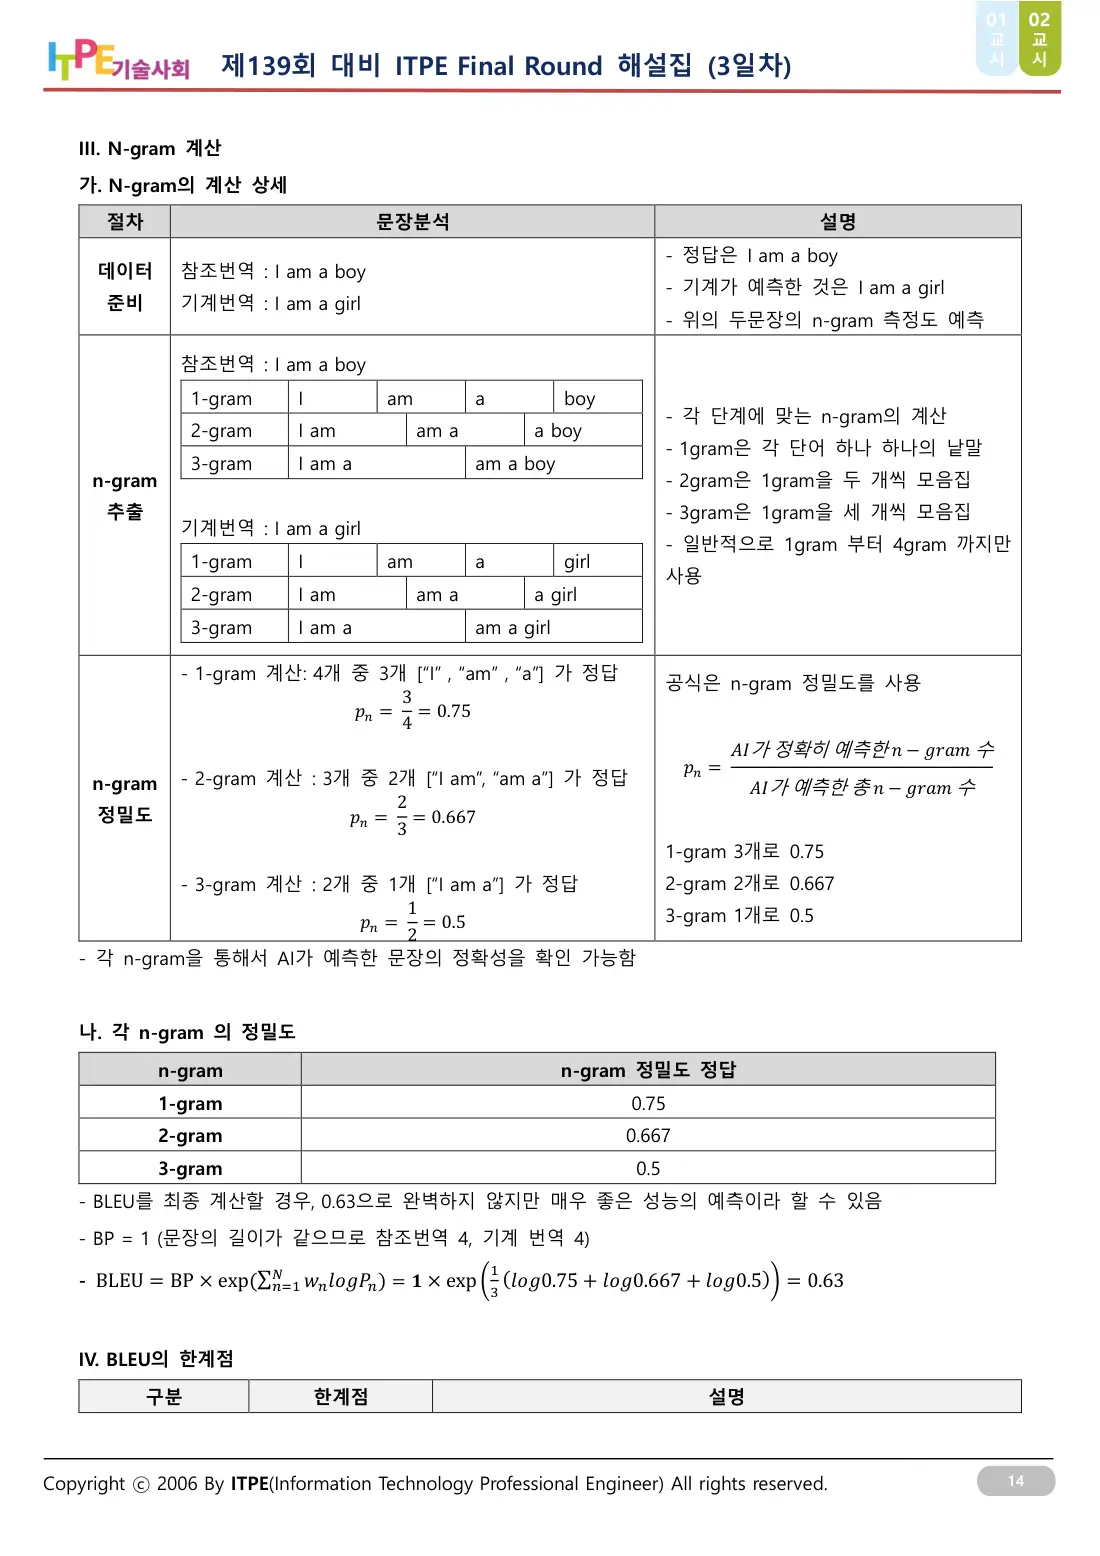 ITPE기술사회 제139회 대비 ITPE Final Round 해설집 (3일차)
01 교시
02 교시
III. N-gram 계산
가. N-gram의 계산 상세
절차 문장분석 설명
데이터 준비
참조번역 : I am a boy
기계번역 : I am a girl
- 정답은 I am a boy
- 기계가 예측한 것은 I am a girl
- 위의 두문장의 n-gram 측정도 예측
n-gram 추출
참조번역 : I am a boy
1-gram I am a boy
2-gram I am am a a boy
3-gram I am a am a boy
기계번역 : I am a girl
1-gram I am a girl
2-gram I am am a a girl
3-gram I am a am a girl
- 각 단계에 맞는 n-gram의 계산
- 1gram은 각 단어 하나 하나의 낱말
- 2gram은 1gram을 두 개씩 모음집
- 3gram은 1gram을 세 개씩 모음집
- 일반적으로 1gram 부터 4gram 까지만
사용
n-gram 정밀도
- 1-gram 계산: 4개 중 3개 [“I” , “am” , “a”] 가 정답
pₙ = 3/4 = 0.75
- 2-gram 계산 : 3개 중 2개 [“I am”, “am a”] 가 정답
pₙ = 2/3 = 0.667
- 3-gram 계산 : 2개 중 1개 [“I am a”] 가 정답
pₙ = 1/2 = 0.5
공식은 n-gram 정밀도를 사용
pₙ = AI가 정확히 예측한 n − gram 수 / AI가 예측한 총 n − gram 수
1-gram 3개로 0.75
2-gram 2개로 0.667
3-gram 1개로 0.5
- 각 n-gram을 통해서 AI가 예측한 문장의 정확성을 확인 가능함
나. 각 n-gram 의 정밀도
n-gram n-gram 정밀도 정답
1-gram 0.75
2-gram 0.667
3-gram 0.5
- BLEU를 최종 계산할 경우, 0.63으로 완벽하지 않지만 매우 좋은 성능의 예측이라 할 수 있음
- BP = 1 (문장의 길이가 같으므로 참조번역 4, 기계 번역 4)
- BLEU = BP × exp(∑ⁿ₌₁ᴺ wₙlogPₙ) = 1 × exp(1/3(log0.75 + log0.667 + log0.5)) = 0.63
IV. BLEU의 한계점
구분 한계점 설명
Copyright ⓒ 2006 By ITPE(Information Technology Professional Engineer) All rights reserved.
14